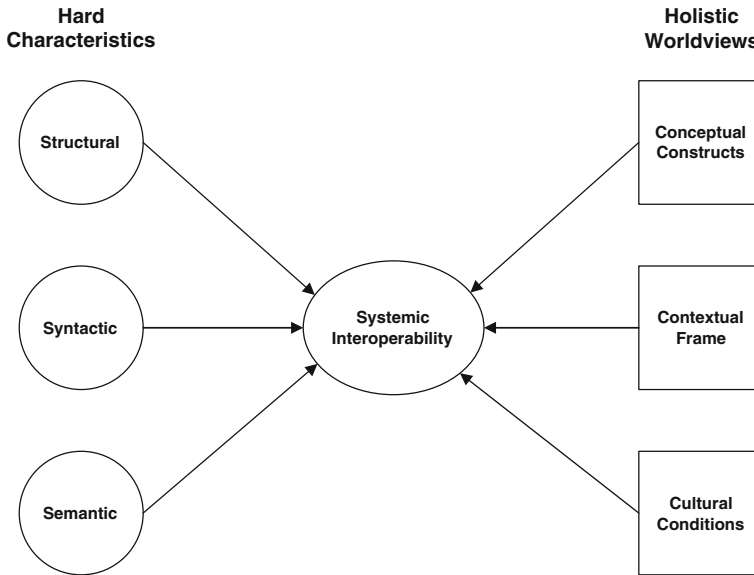 Hard
Characteristics
Holistic
Worldviews
Structural
Conceptual
Constructs
Systemic
Interoperability
Syntactic
Contextual
Frame
Semantic
Cultural
Conditions